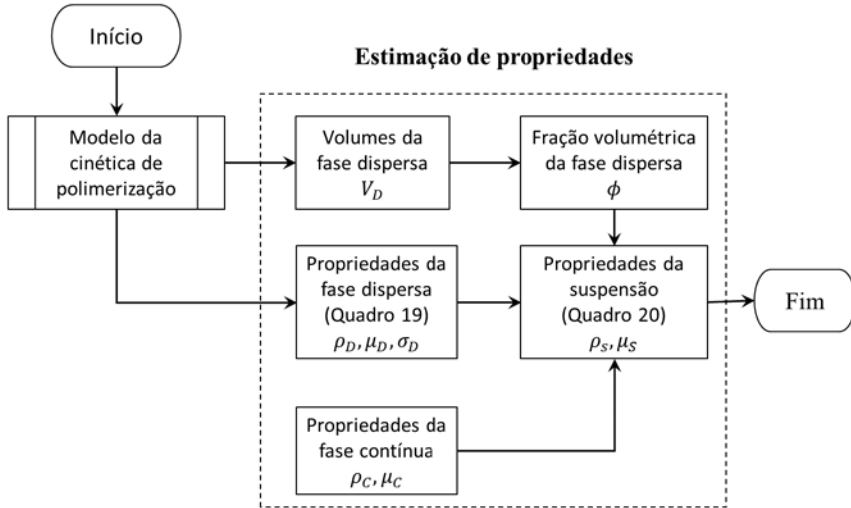 Início
Estimação de propriedades
Modelo da
cinética de
polimerização
Volumes da
fase dispersa
V_D
Fração volumétrica
da fase dispersa
ϕ
Propriedades da
fase dispersa
(Quadro 19)
ρ_D, μ_D, σ_D
Propriedades da
suspensão
(Quadro 20)
ρ_s, μ_S
Fim
Propriedades da
fase contínua
ρ_C, μ_C